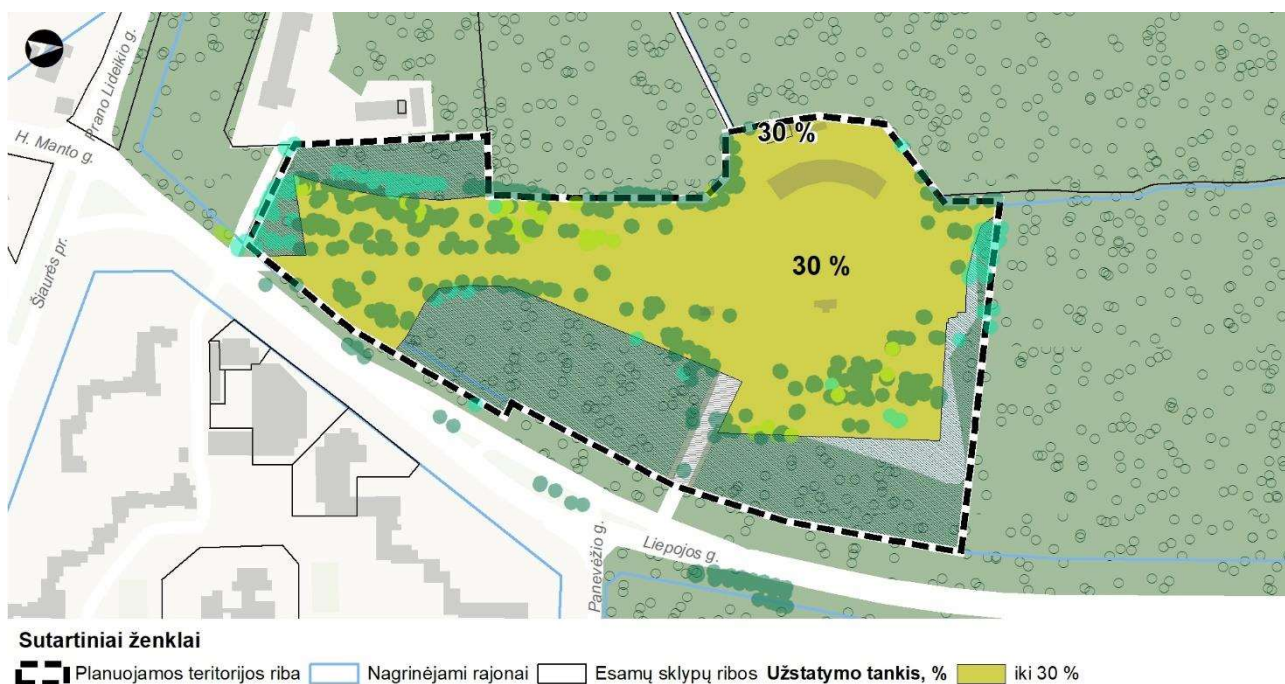 Prano Lideikio g.
H. Manto g.
Šiaurės pr.
30 %
30 %
Liepojos g.
Panevėžio g.
Sutartiniai ženklai
Planuojamos teritorijos riba Nagrinėjami rajonai Esamų sklypų ribos Užstatymo tankis, % iki 30 %